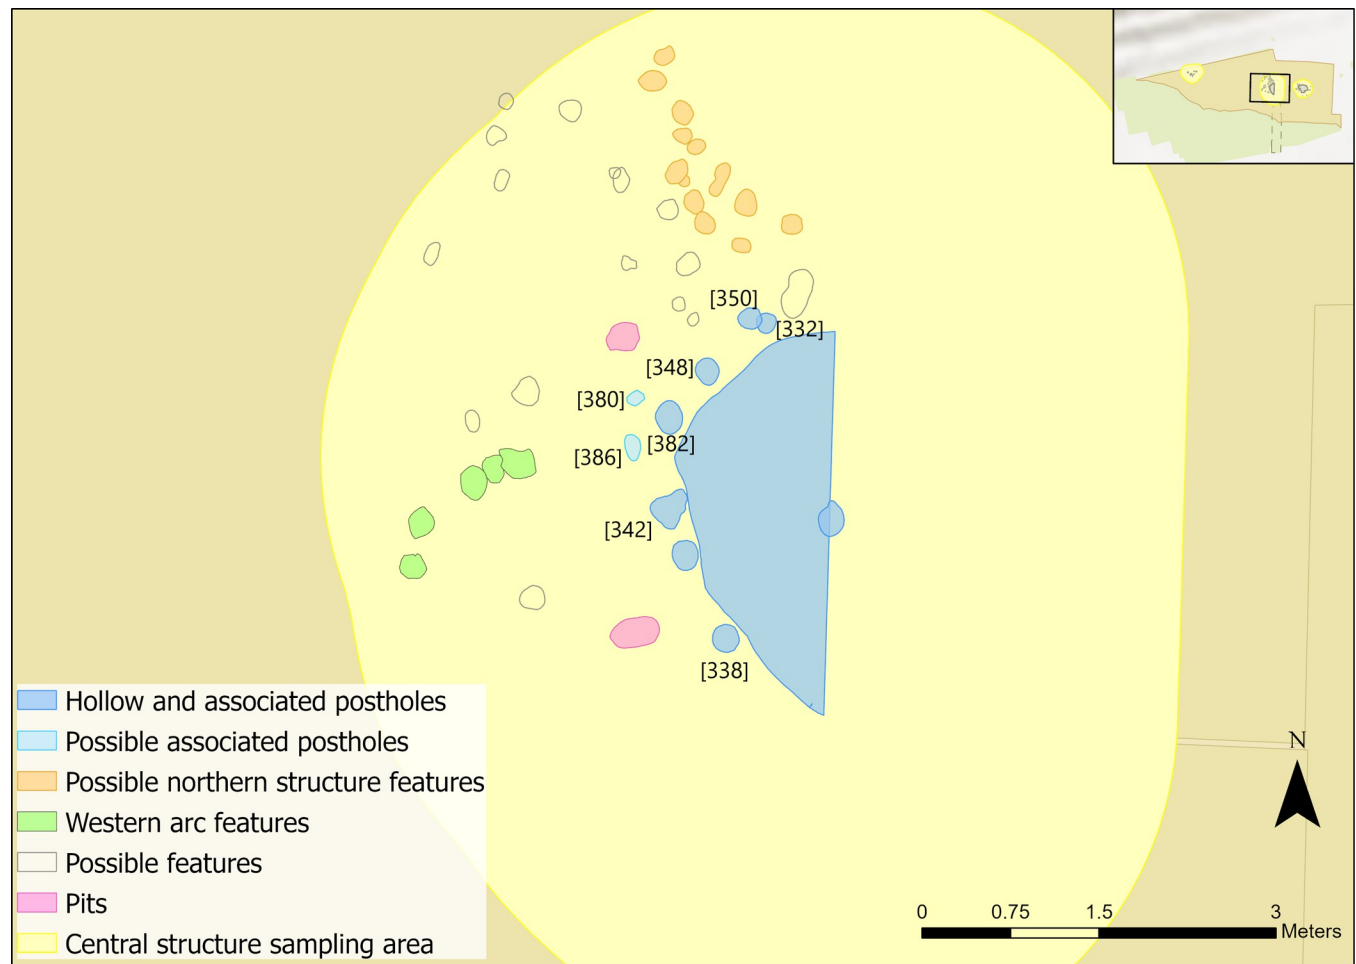 [350]
[332]
[348]
[380]
[382]
[386]
[342]
[338]
Hollow and associated postholes
Possible associated postholes
Possible northern structure features
Western arc features
Possible features
Pits
Central structure sampling area
N
0 0.75 1.5 3
Meters